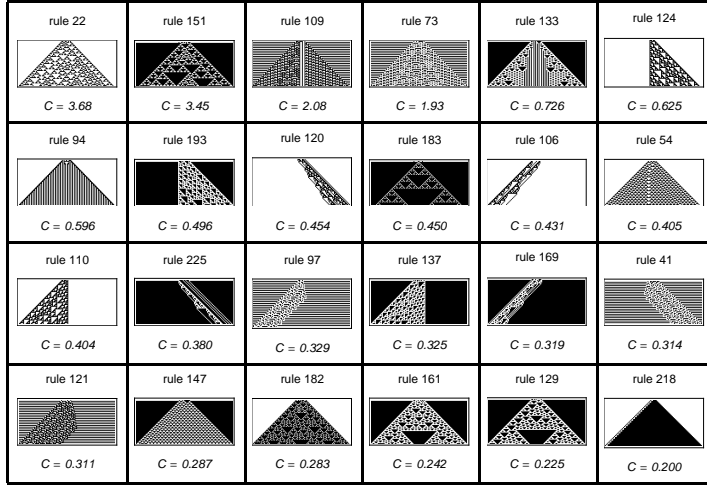 rule 22 rule 151 rule 109 rule 73 rule 133 rule 124
C = 3.68 C = 3.45 C = 2.08 C = 1.93 C = 0.726 C = 0.625
rule 94 rule 193 rule 120 rule 183 rule 106 rule 54
C = 0.596 C = 0.496 C = 0.454 C = 0.450 C = 0.431 C = 0.405
rule 110 rule 225 rule 97 rule 137 rule 169 rule 41
C = 0.404 C = 0.380 C = 0.329 C = 0.325 C = 0.319 C = 0.314
rule 121 rule 147 rule 182 rule 161 rule 129 rule 218
C = 0.311 C = 0.287 C = 0.283 C = 0.242 C = 0.225 C = 0.200